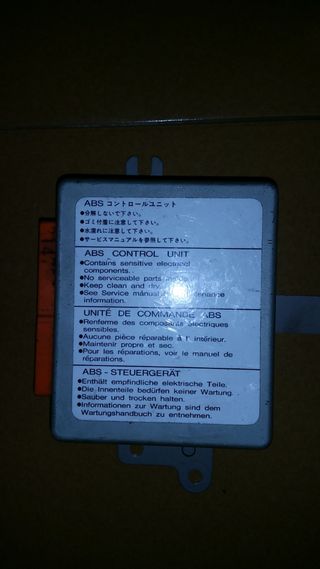 ABS コントロールユニット
●分解しないで下さい。
●ゴミ付着に注意して下さい。
●水濡れに注意して下さい。
●サービスマニュアルを参照して下さい。
ABS CONTROL UNIT
●Contains sensitive electrical
components.
●No serviceable parts
●Keep clean and dry
●See Service manual maintenance
information.
UNITÉ DE COMMANDE ABS
●Renferme des composants électriques
sensibles.
●Aucune pièce réparable à l' intérieur.
●Maintenir propre et sec.
●Pour les réparations, voir le manuel de
réparations.
ABS - STEUERGERÄT
●Enthält empfindliche elektrische Teile.
●Die Innenteile bedürfen keiner Wartung.
●Sauber und trocken halten.
●Informationen zur Wartung sind dem
Wartungshandbuch zu entnehmen.